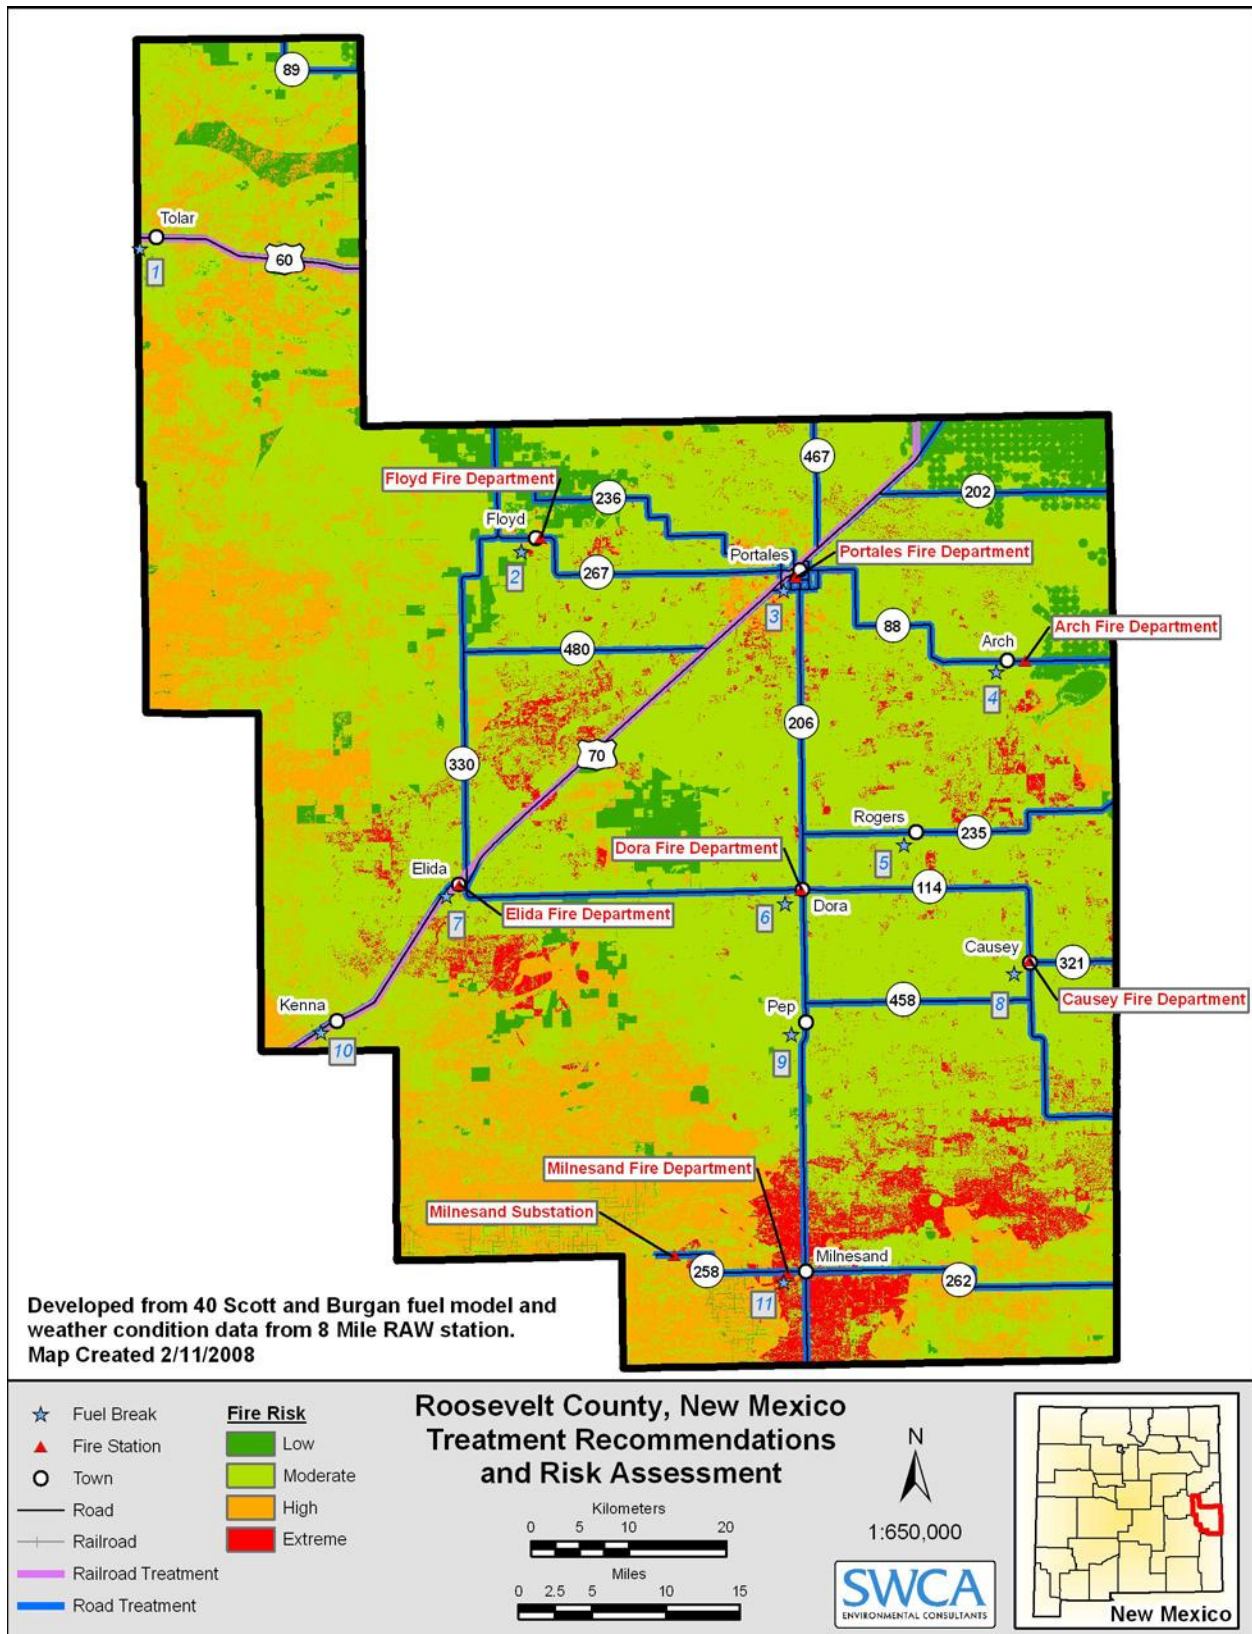 89
Tolar
60
1
467
Floyd Fire Department
236
202
Floyd
Portales
Portales Fire Department
2
267
3
88
Arch Fire Department
Arch
480
4
206
70
330
Rogers
235
Dora Fire Department
5
Elida
114
7
Elida Fire Department
6
Dora
Causey
321
Kenna
Pep
458
8
Causey Fire Department
10
9
Milnesand Fire Department
Milnesand Substation
Milnesand
258
262
11
Developed from 40 Scott and Burgan fuel model and
weather condition data from 8 Mile RAW station.
Map Created 2/11/2008
Fuel Break
Fire Station
Town
Road
Railroad
Railroad Treatment
Road Treatment
Fire Risk
Low
Moderate
High
Extreme
Roosevelt County, New Mexico
Treatment Recommendations
and Risk Assessment
Kilometers
0 5 10 20
Miles
0 2.5 5 10 15
N
1:650,000
SWCA
ENVIRONMENTAL CONSULTANTS
New Mexico